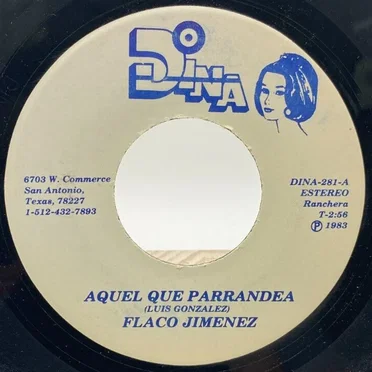 DINA
6703 W. Commerce
San Antonio,
Texas, 78227
1-512-432-7893
DINA-281-A
ESTEREO
Ranchera
T-2:56
Ⓟ 1983
AQUEL QUE PARRANDEA
(LUIS GONZALEZ)
FLACO JIMENEZ